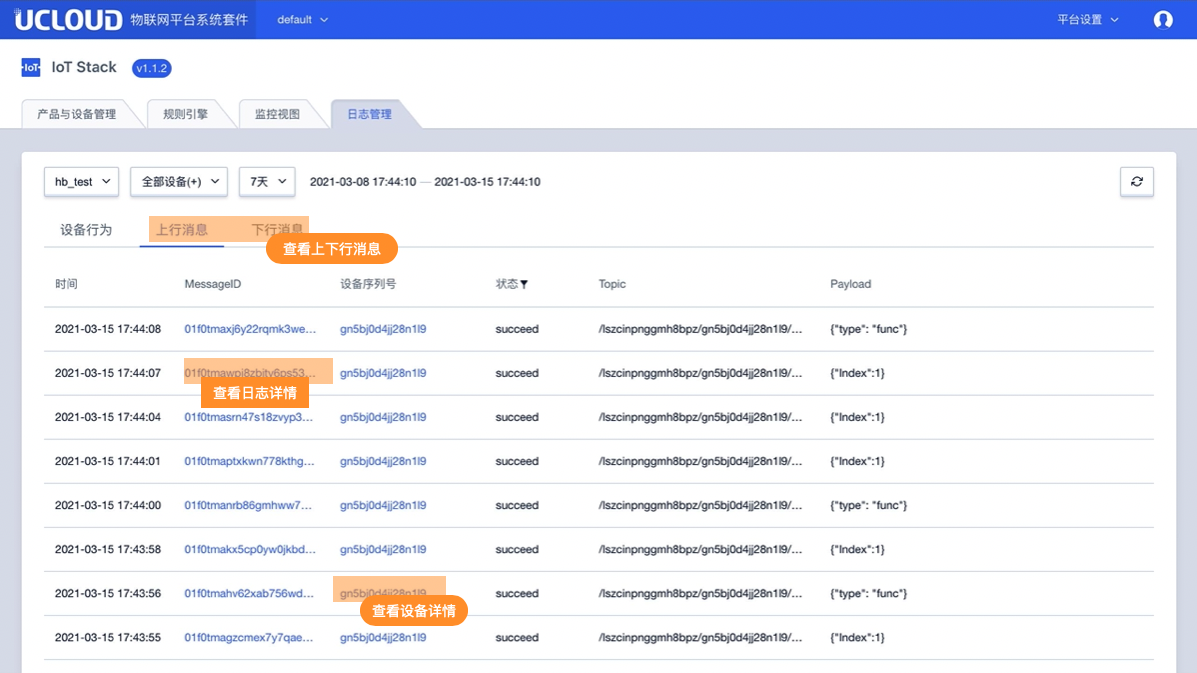 UCLOUD 物联网平台系统套件 default 平台设置
IoT IoT Stack v1.1.2
产品与设备管理 规则引擎 监控视图 日志管理
hb_test 全部设备(+) 7天 2021-03-08 17:44:10 — 2021-03-15 17:44:10
设备行为 上行消息 下行消息
查看上下行消息
时间 MessageID 设备序列号 状态 Topic Payload
2021-03-15 17:44:08 01f0tmaxj6y22rqmk3we... gn5bj0d4jj28n1l9 succeed /lszcinpnggmh8bpz/gn5bj0d4jj28n1l9/... {"type": "func"}
2021-03-15 17:44:07 01f0tmawpj8zbjty6ps53... gn5bj0d4jj28n1l9 succeed /lszcinpnggmh8bpz/gn5bj0d4jj28n1l9/... {"Index":1}
查看日志详情
2021-03-15 17:44:04 01f0tmasrn47s18zvyp3... gn5bj0d4jj28n1l9 succeed /lszcinpnggmh8bpz/gn5bj0d4jj28n1l9/... {"Index":1}
2021-03-15 17:44:01 01f0tmaptxkwn778kthg... gn5bj0d4jj28n1l9 succeed /lszcinpnggmh8bpz/gn5bj0d4jj28n1l9/... {"Index":1}
2021-03-15 17:44:00 01f0tmanrb86gmhww7... gn5bj0d4jj28n1l9 succeed /lszcinpnggmh8bpz/gn5bj0d4jj28n1l9/... {"type": "func"}
2021-03-15 17:43:58 01f0tmakx5cp0yw0jkbd... gn5bj0d4jj28n1l9 succeed /lszcinpnggmh8bpz/gn5bj0d4jj28n1l9/... {"Index":1}
2021-03-15 17:43:56 01f0tmahv62xab756wd... gn5bj0d4jj28n1l9 succeed /lszcinpnggmh8bpz/gn5bj0d4jj28n1l9/... {"type": "func"}
查看设备详情
2021-03-15 17:43:55 01f0tmagzcmex7y7qae... gn5bj0d4jj28n1l9 succeed /lszcinpnggmh8bpz/gn5bj0d4jj28n1l9/... {"Index":1}